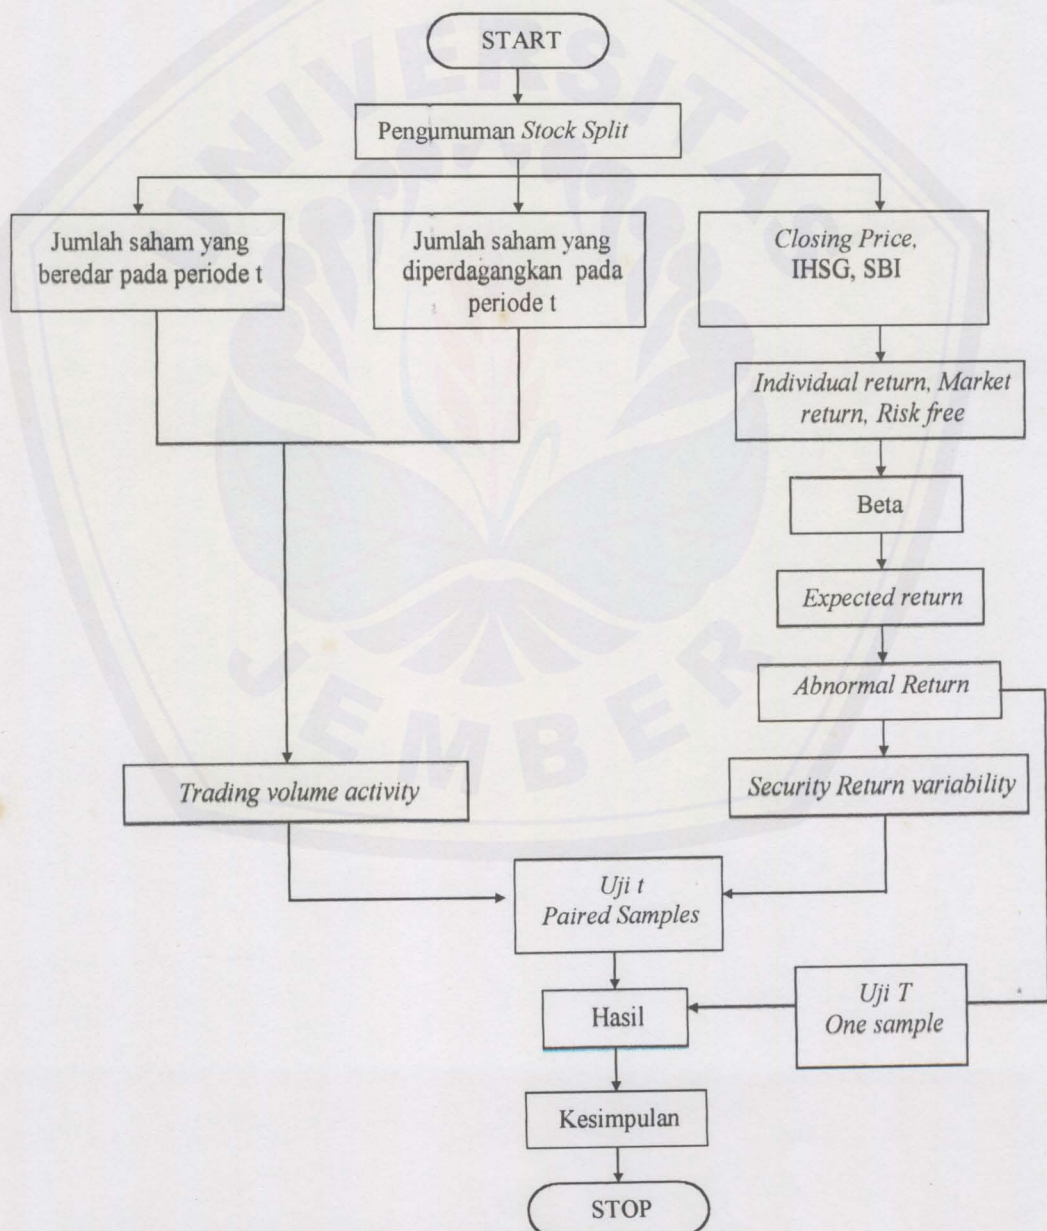 START
Pengumuman Stock Split
Jumlah saham yang
beredar pada periode t
Jumlah saham yang
diperdagangkan pada
periode t
Closing Price,
IHSG, SBI
Individual return, Market
return, Risk free
Beta
Expected return
Abnormal Return
Trading volume activity
Security Return variability
Uji t
Paired Samples
Uji T
One sample
Hasil
Kesimpulan
STOP
UNIVERSITAS
JEMBER